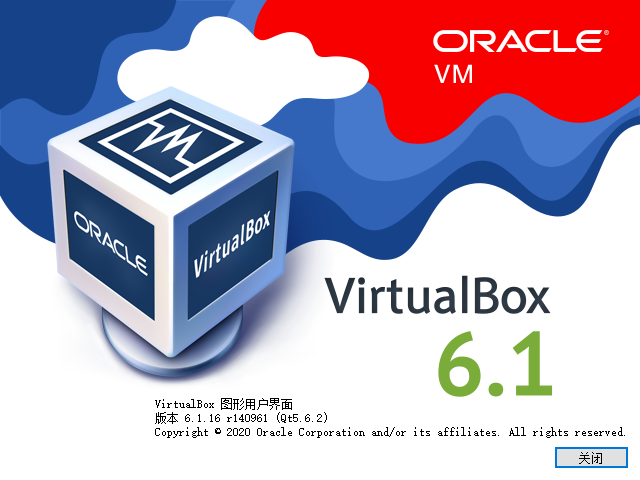 ORACLE®
VM
ORACLE
VirtualBox
VirtualBox
6.1
VirtualBox 图形用户界面
版本 6.1.16 r140961 (Qt5.6.2)
Copyright © 2020 Oracle Corporation and/or its affiliates. All rights reserved.
关闭